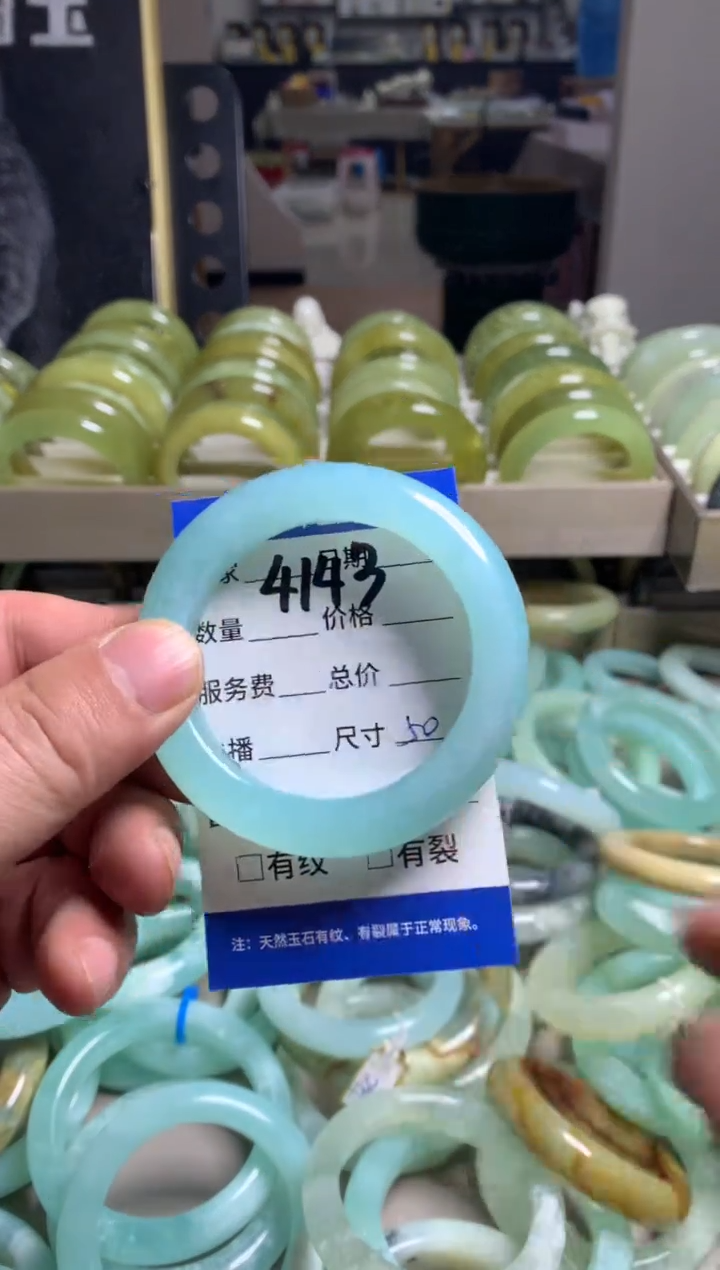 玉
4143
日期
数量 价格
服务费 总价
播 尺寸 50
□有纹 □有裂
注：天然玉石有纹、有裂属于正常现象。